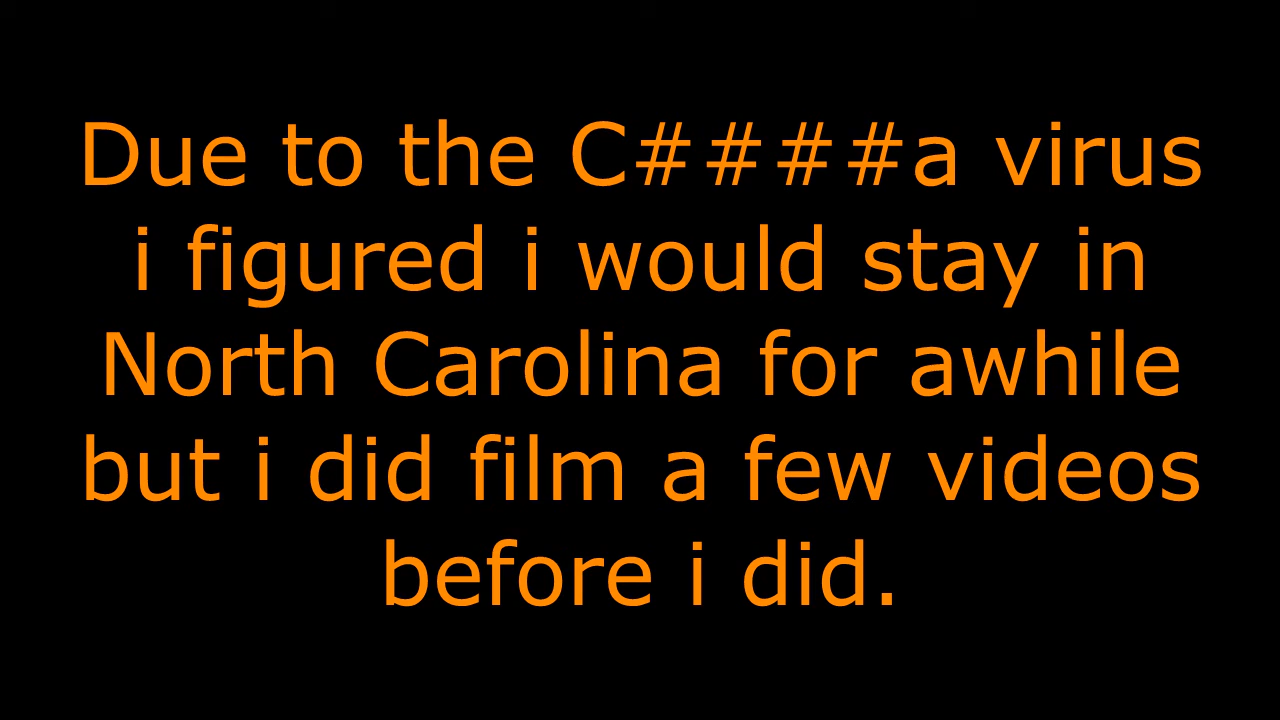 Due to the C####a virus
i figured i would stay in
North Carolina for awhile
but i did film a few videos
before i did.